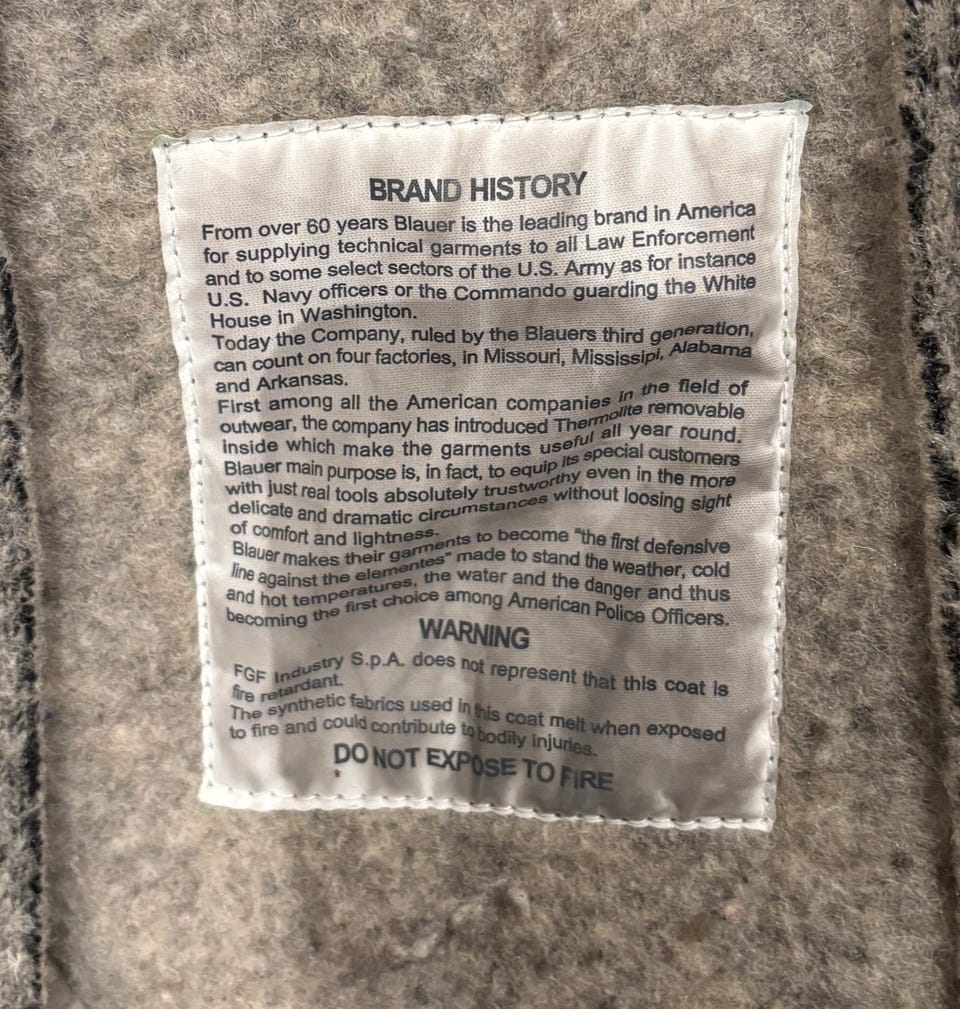 BRAND HISTORY
From over 60 years Blauer is the leading brand in America
for supplying technical garments to all Law Enforcement
and to some select sectors of the U.S. Army as for instance
U.S. Navy officers or the Commando guarding the White
House in Washington.
Today the Company, ruled by the Blauers third generation,
can count on four factories, in Missouri, Mississipi, Alabama
and Arkansas.
First among all the American companies in the field of
outwear, the company has introduced Thermolite removable
inside which make the garments useful all year round.
Blauer main purpose is, in fact, to equip its special customers
with just real tools absolutely trustworthy even in the more
delicate and dramatic circumstances without loosing sight
of comfort and lightness.
Blauer makes their garments to become "the first defensive
line against the elementes" made to stand the weather, cold
and hot temperatures, the water and the danger and thus
becoming the first choice among American Police Officers.
WARNING
FGF Industry S.p.A. does not represent that this coat is
fire retardant.
The synthetic fabrics used in this coat melt when exposed
to fire and could contribute to bodily injuries.
DO NOT EXPOSE TO FIRE